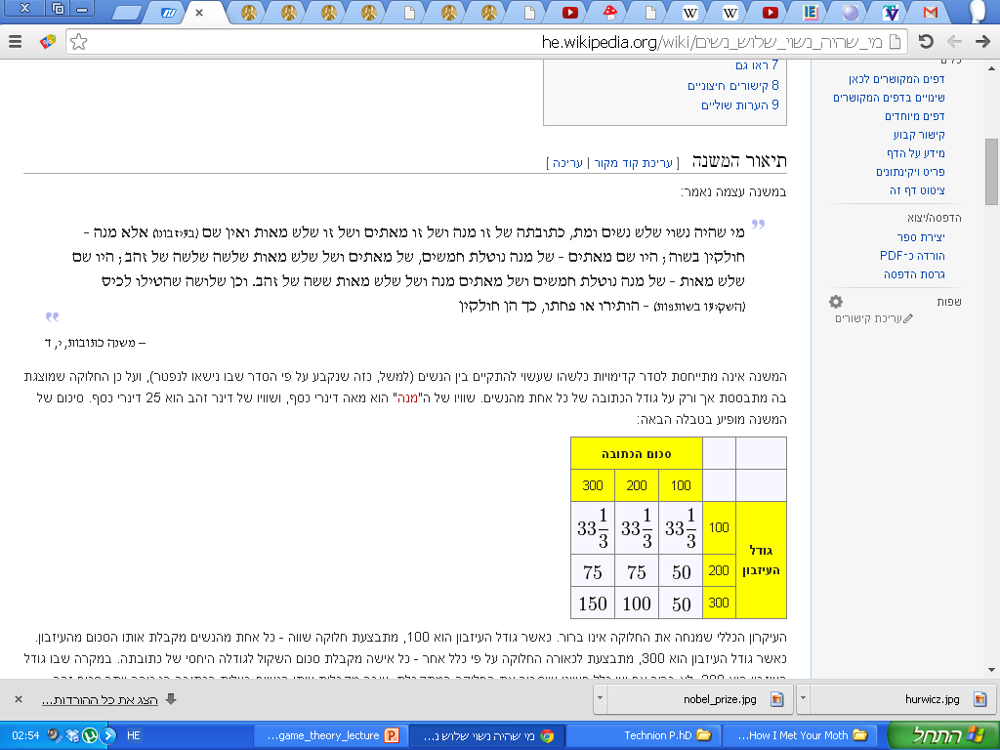 he.wikipedia.org/wiki/מי_שהיה_נשוי_שלוש_נשים
כלים
דפים המקושרים לכאן
שינויים בדפים המקושרים
דפים מיוחדים
קישור קבוע
מידע על הדף
פריט ויקינתונים
ציטוט דף זה
הדפסה/יצוא
יצירת ספר
הורדה כ־PDF
גרסת הדפסה
שפות
עריכת קישורים
7 ראו גם
8 קישורים חיצוניים
9 הערות שוליים
תיאור המשנה [ עריכת קוד מקור | עריכה ]
במשנה עצמה נאמר:
מי שהיה נשוי שלש נשים ומת, כתובתה של זו מנה ושל זו מאתים ושל זו שלש מאות ואין שם (בעיזבונו) אלא מנה -
חולקין בשוה; היו שם מאתים - של מנה נוטלת חמשים, של מאתים ושל שלש מאות שלשה שלשה של זהב; היו שם
שלש מאות - של מנה נוטלת חמשים ושל מאתים מנה ושל שלש מאות ששה של זהב. וכן שלושה שהטילו לכיס
(השקיעו בשותפות) - הותירו או פחתו, כך הן חולקין
– משנה כתובות, י, ד
המשנה אינה מתייחסת לסדר קדימויות כלשהו שעשוי להתקיים בין הנשים (למשל, כזה שנקבע על פי הסדר שבו נישאו לנפטר), ועל כן החלוקה שמוצגת
בה מתבססת אך ורק על גודל הכתובה של כל אחת מהנשים. שוויו של ה"מנה" הוא מאה דינרי כסף, ושוויו של דינר זהב הוא 25 דינרי כסף. סיכום של
המשנה מופיע בטבלה הבאה:
סכום הכתובה
100 200 300
גודל העיזבון
100 33 1/3 33 1/3 33 1/3
200 50 75 75
300 50 100 150
העיקרון הכללי שמנחה את החלוקה אינו ברור. כאשר גודל העיזבון הוא 100, מתבצעת חלוקה שווה - כל אחת מהנשים מקבלת אותו הסכום מהעיזבון.
כאשר גודל העיזבון הוא 300, מתבצעת לכאורה החלוקה על פי כלל אחר - כל אישה מקבלת סכום השקול לגודלה היחסי של כתובתה. במקרה שבו גודל
hurwicz.jpg
nobel_prize.jpg
הצג את כל ההורדות...
התחל
How I Met Your Moth...
Technion P.hD
מי שהיה נשוי שלוש נ...
game_theory_lecture...
HE
02:54